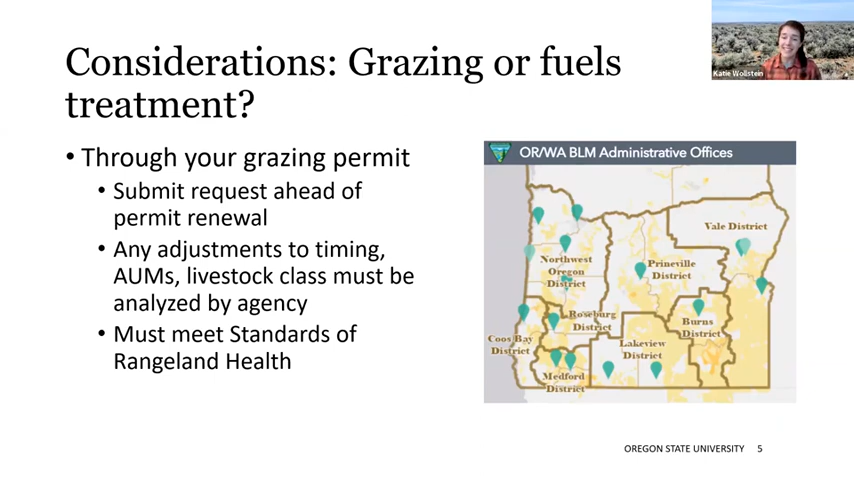 Considerations: Grazing or fuels
treatment?
• Through your grazing permit
• Submit request ahead of
permit renewal
• Any adjustments to timing,
AUMs, livestock class must be
analyzed by agency
• Must meet Standards of
Rangeland Health
Katie Wollstein
OR/WA BLM Administrative Offices
Vale District
Northwest
Oregon
District
Prineville
District
Roseburg
District
Burns
District
Coos Bay
District
Lakeview
District
Medford
District
OREGON STATE UNIVERSITY 5